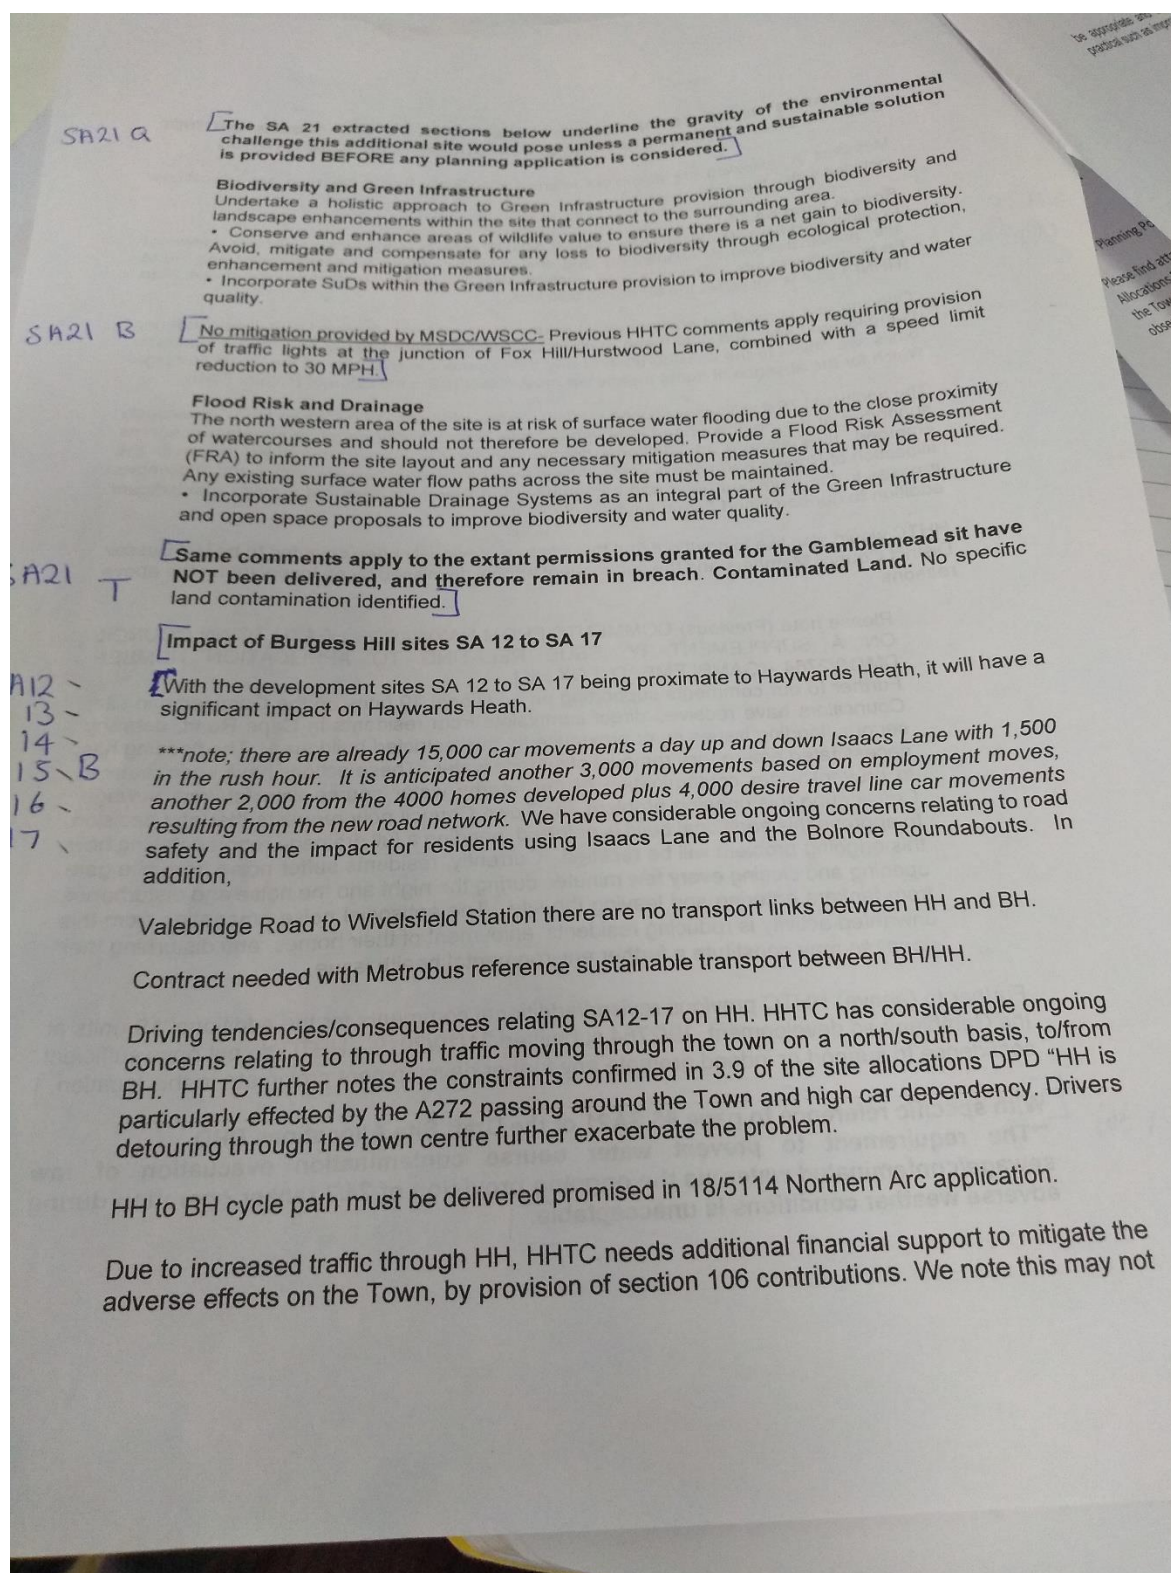 be appropriate and
practical such as impr
SA21 Q
The SA 21 extracted sections below underline the gravity of the environmental
challenge this additional site would pose unless a permanent and sustainable solution
is provided BEFORE any planning application is considered.
Biodiversity and Green Infrastructure
Undertake a holistic approach to Green Infrastructure provision through biodiversity and
landscape enhancements within the site that connect to the surrounding area.
• Conserve and enhance areas of wildlife value to ensure there is a net gain to biodiversity.
Avoid, mitigate and compensate for any loss to biodiversity through ecological protection,
enhancement and mitigation measures.
• Incorporate SuDs within the Green Infrastructure provision to improve biodiversity and water
quality.
SA21 B
No mitigation provided by MSDC/WSCC- Previous HHTC comments apply requiring provision
of traffic lights at the junction of Fox Hill/Hurstwood Lane, combined with a speed limit
reduction to 30 MPH.
Flood Risk and Drainage
The north western area of the site is at risk of surface water flooding due to the close proximity
of watercourses and should not therefore be developed. Provide a Flood Risk Assessment
(FRA) to inform the site layout and any necessary mitigation measures that may be required.
Any existing surface water flow paths across the site must be maintained.
• Incorporate Sustainable Drainage Systems as an integral part of the Green Infrastructure
and open space proposals to improve biodiversity and water quality.
SA21 T
Same comments apply to the extant permissions granted for the Gamblemead sit have
NOT been delivered, and therefore remain in breach. Contaminated Land. No specific
land contamination identified.
Impact of Burgess Hill sites SA 12 to SA 17
A12 -
13 -
14 -
15 - B
16 -
17 -
With the development sites SA 12 to SA 17 being proximate to Haywards Heath, it will have a
significant impact on Haywards Heath.
***note; there are already 15,000 car movements a day up and down Isaacs Lane with 1,500
in the rush hour. It is anticipated another 3,000 movements based on employment moves,
another 2,000 from the 4000 homes developed plus 4,000 desire travel line car movements
resulting from the new road network. We have considerable ongoing concerns relating to road
safety and the impact for residents using Isaacs Lane and the Bolnore Roundabouts. In
addition,
Valebridge Road to Wivelsfield Station there are no transport links between HH and BH.
Contract needed with Metrobus reference sustainable transport between BH/HH.
Driving tendencies/consequences relating SA12-17 on HH. HHTC has considerable ongoing
concerns relating to through traffic moving through the town on a north/south basis, to/from
BH. HHTC further notes the constraints confirmed in 3.9 of the site allocations DPD “HH is
particularly effected by the A272 passing around the Town and high car dependency. Drivers
detouring through the town centre further exacerbate the problem.
HH to BH cycle path must be delivered promised in 18/5114 Northern Arc application.
Due to increased traffic through HH, HHTC needs additional financial support to mitigate the
adverse effects on the Town, by provision of section 106 contributions. We note this may not
Planning Po
Please find atta
Allocations
the Tow
obse